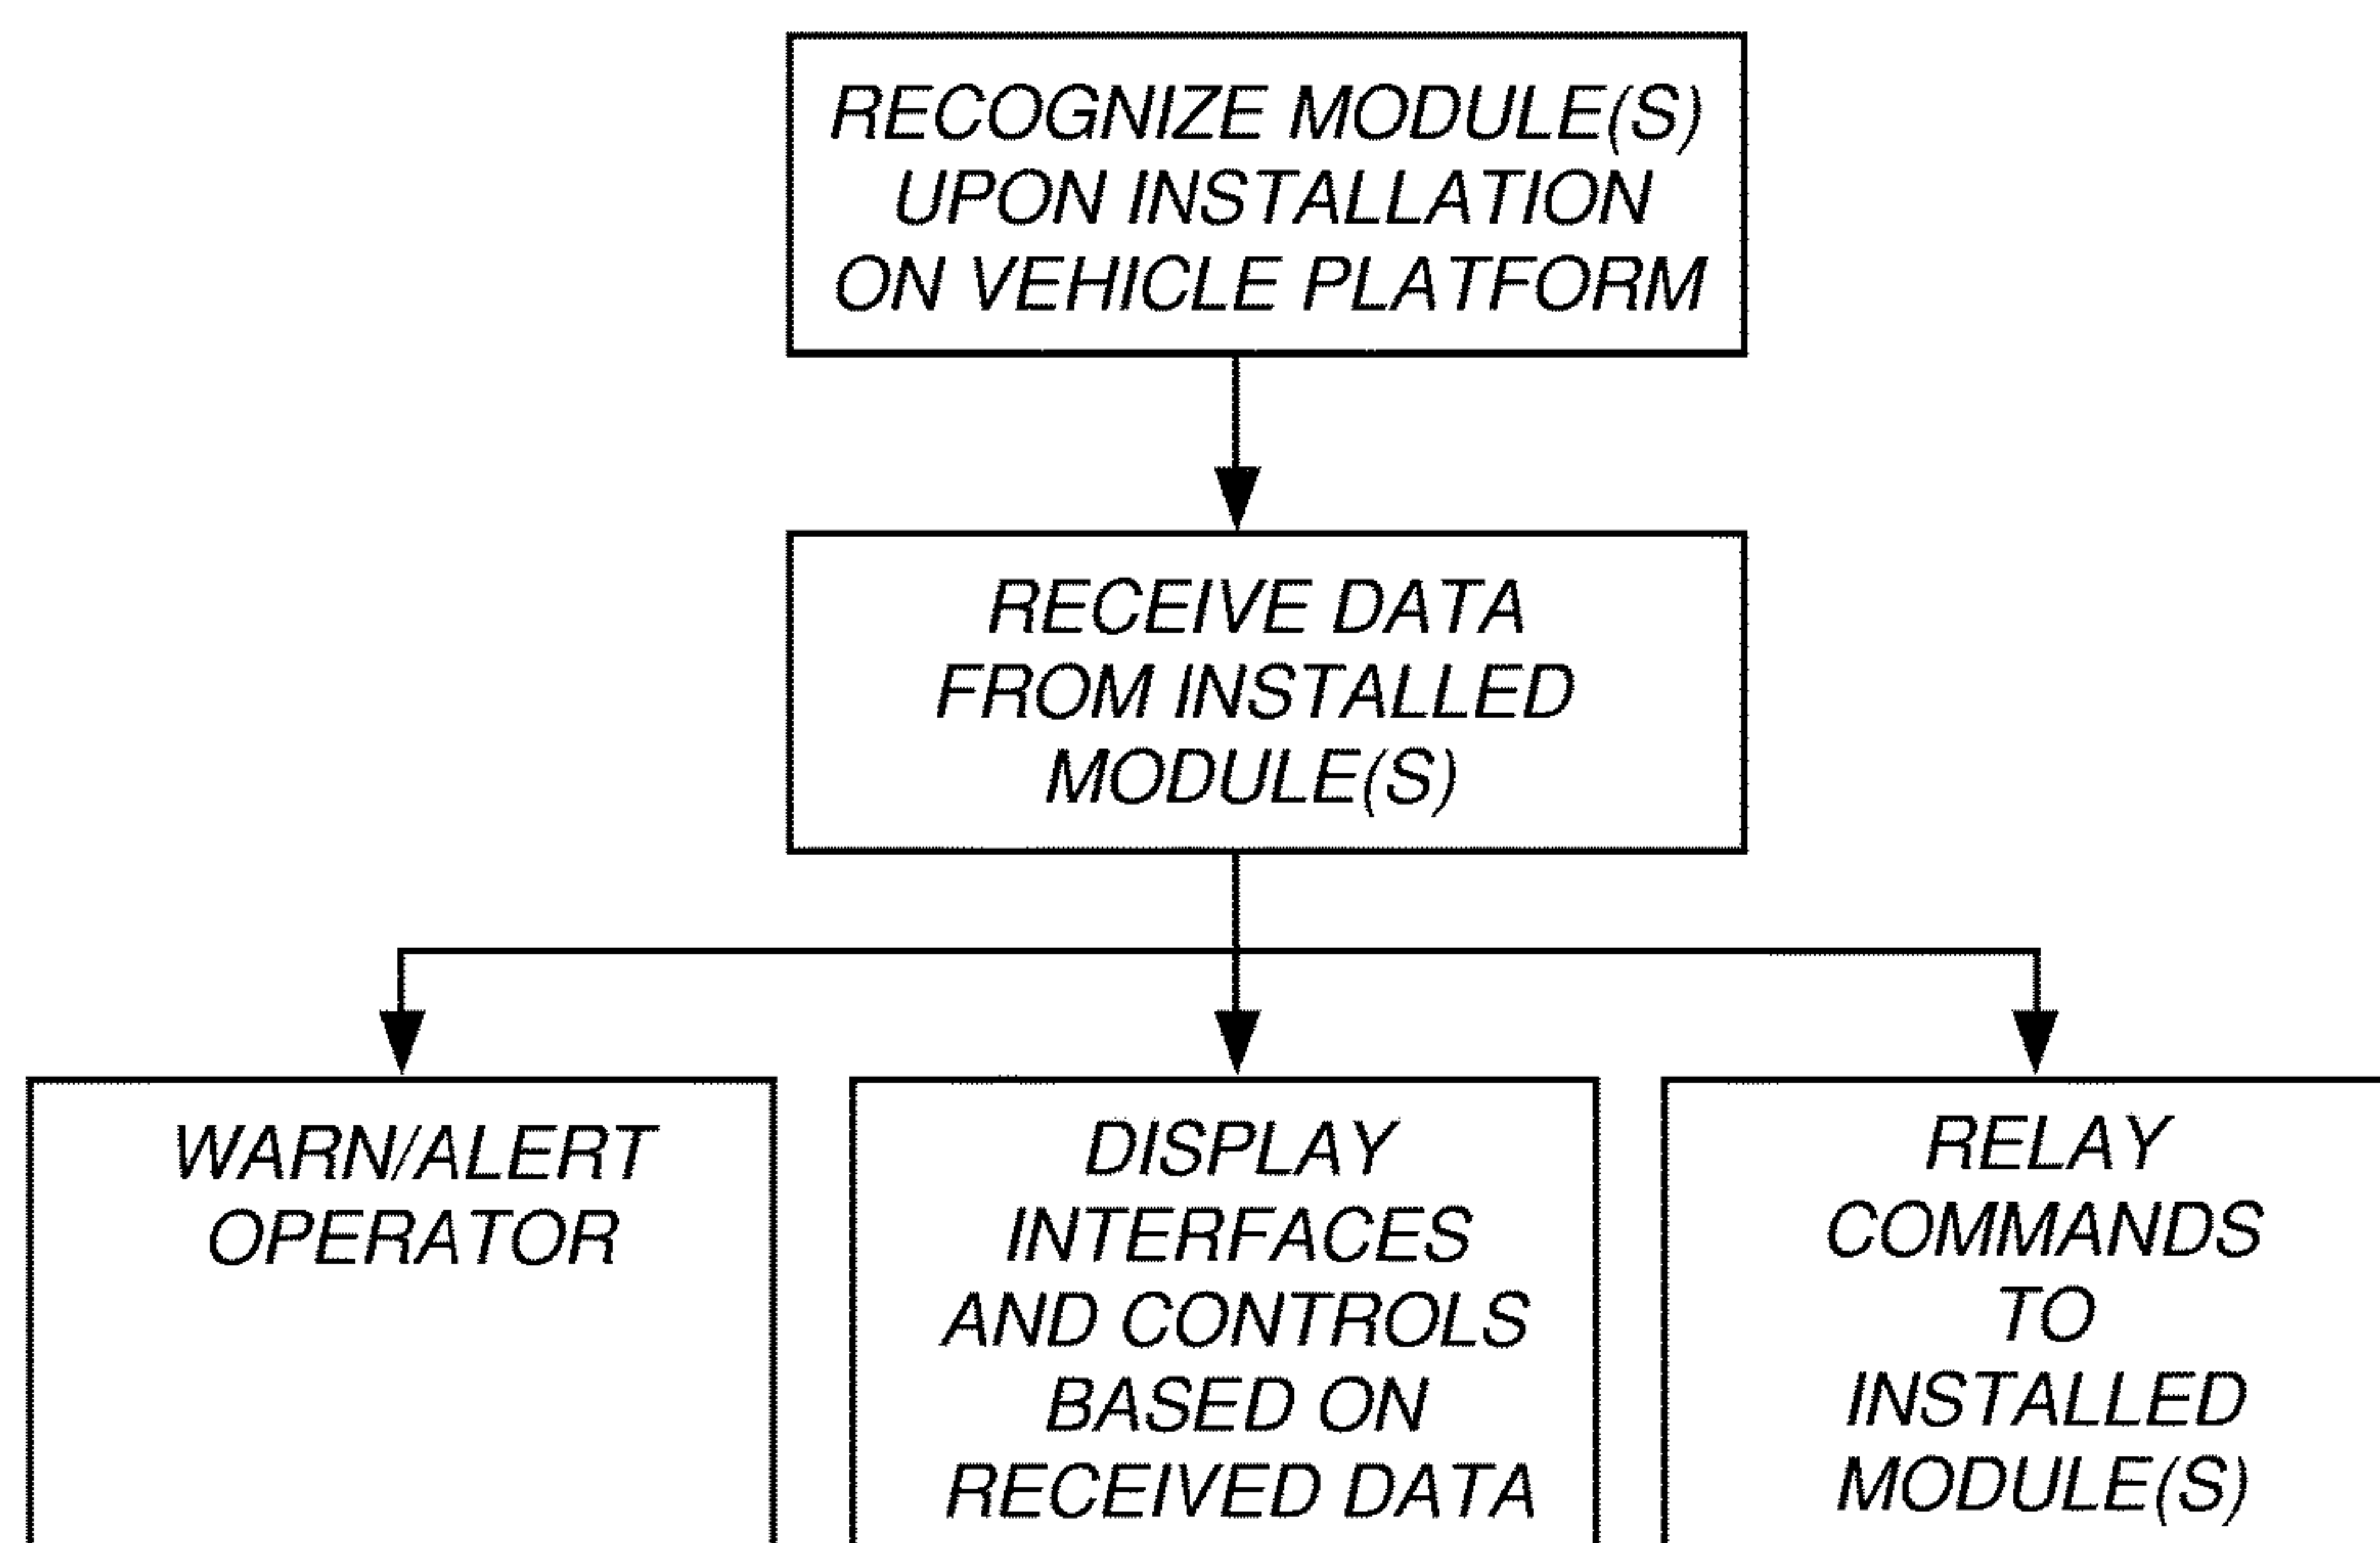 RECOGNIZE MODULE(S)
UPON INSTALLATION
ON VEHICLE PLATFORM
RECEIVE DATA
FROM INSTALLED
MODULE(S)
WARN/ALERT
OPERATOR
DISPLAY
INTERFACES
AND CONTROLS
BASED ON
RECEIVED DATA
RELAY
COMMANDS
TO
INSTALLED
MODULE(S)